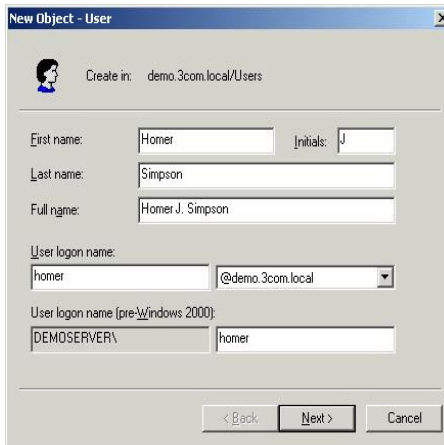 New Object - User
Create in: demo.3com.local/Users
First name: Homer Initials: J
Last name: Simpson
Full name: Homer J. Simpson
User logon name:
homer @demo.3com.local
User logon name (pre-Windows 2000):
DEMOSERVER\ homer
< Back Next > Cancel